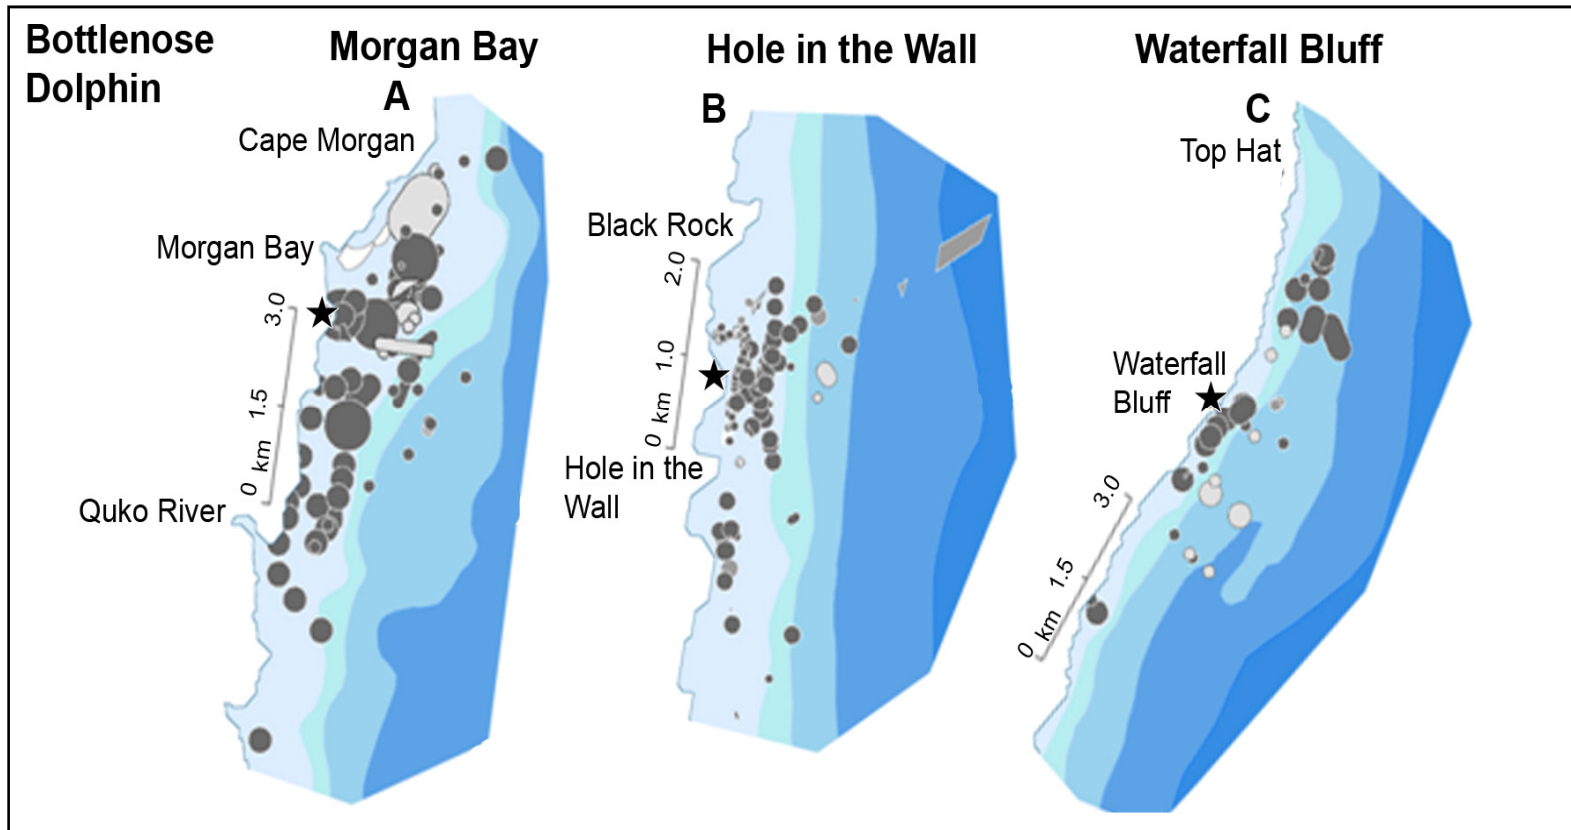 Bottlenose
Dolphin
Morgan Bay
A
Cape Morgan
Morgan Bay
3.0
1.5
0 km
Quko River
Hole in the Wall
B
Black Rock
2.0
1.0
0 km
Hole in the
Wall
Waterfall Bluff
C
Top Hat
Waterfall
Bluff
3.0
1.5
0 km